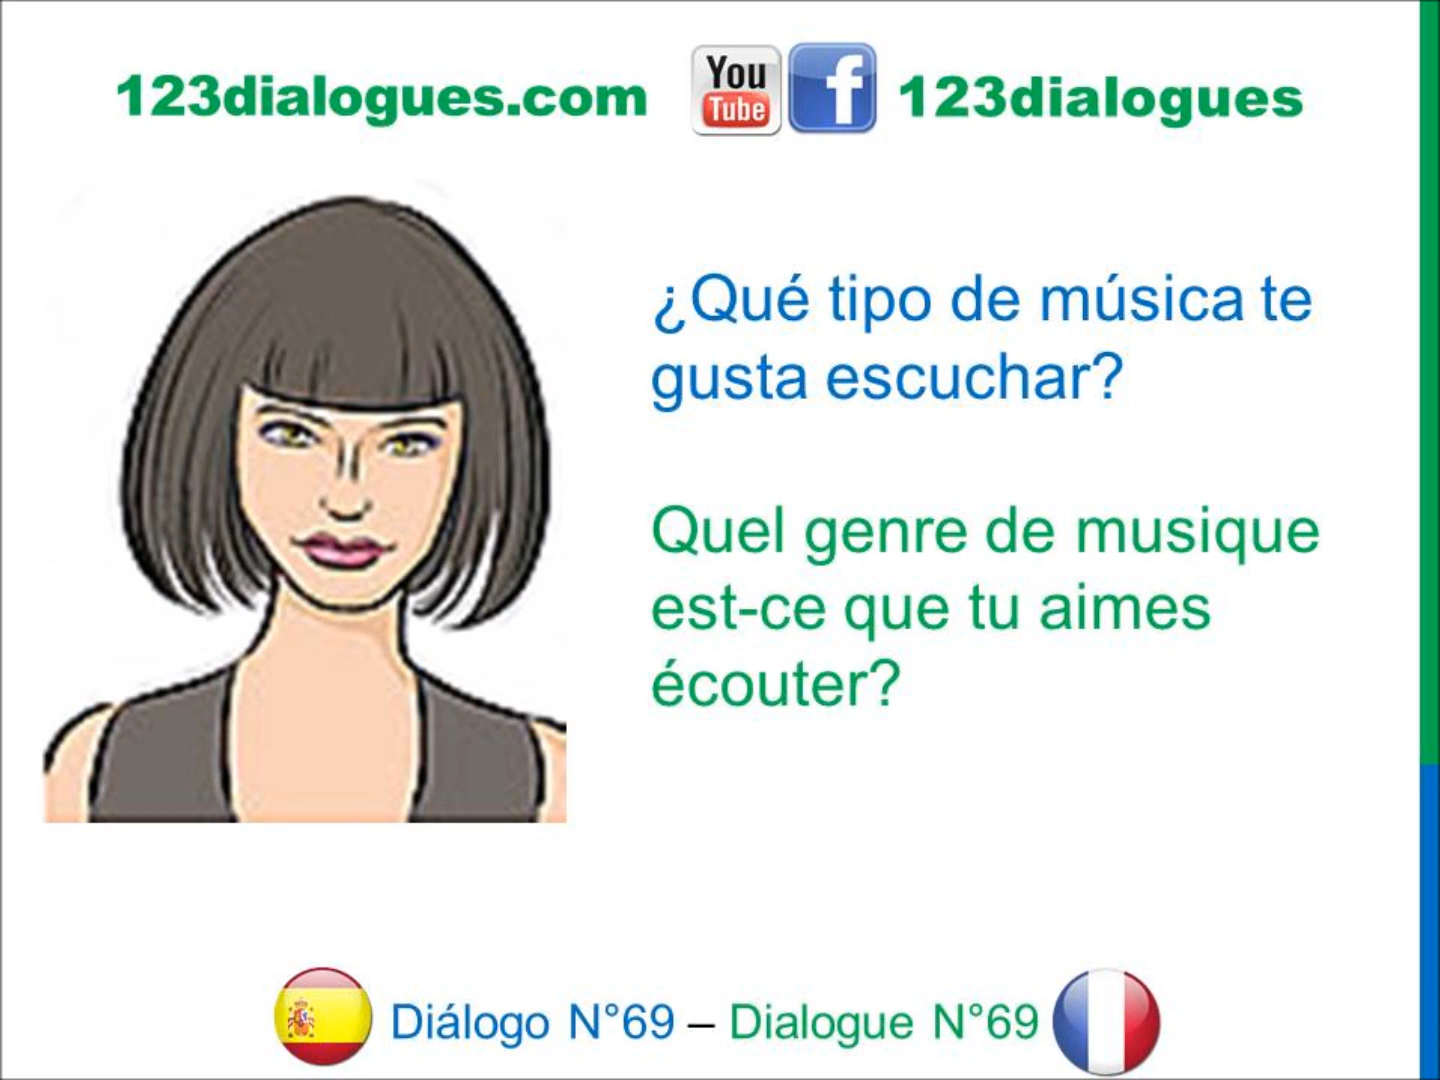 123dialogues.com You Tube f 123dialogues
¿Qué tipo de música te
gusta escuchar?
Quel genre de musique
est-ce que tu aimes
écouter?
Diálogo N°69 – Dialogue N°69